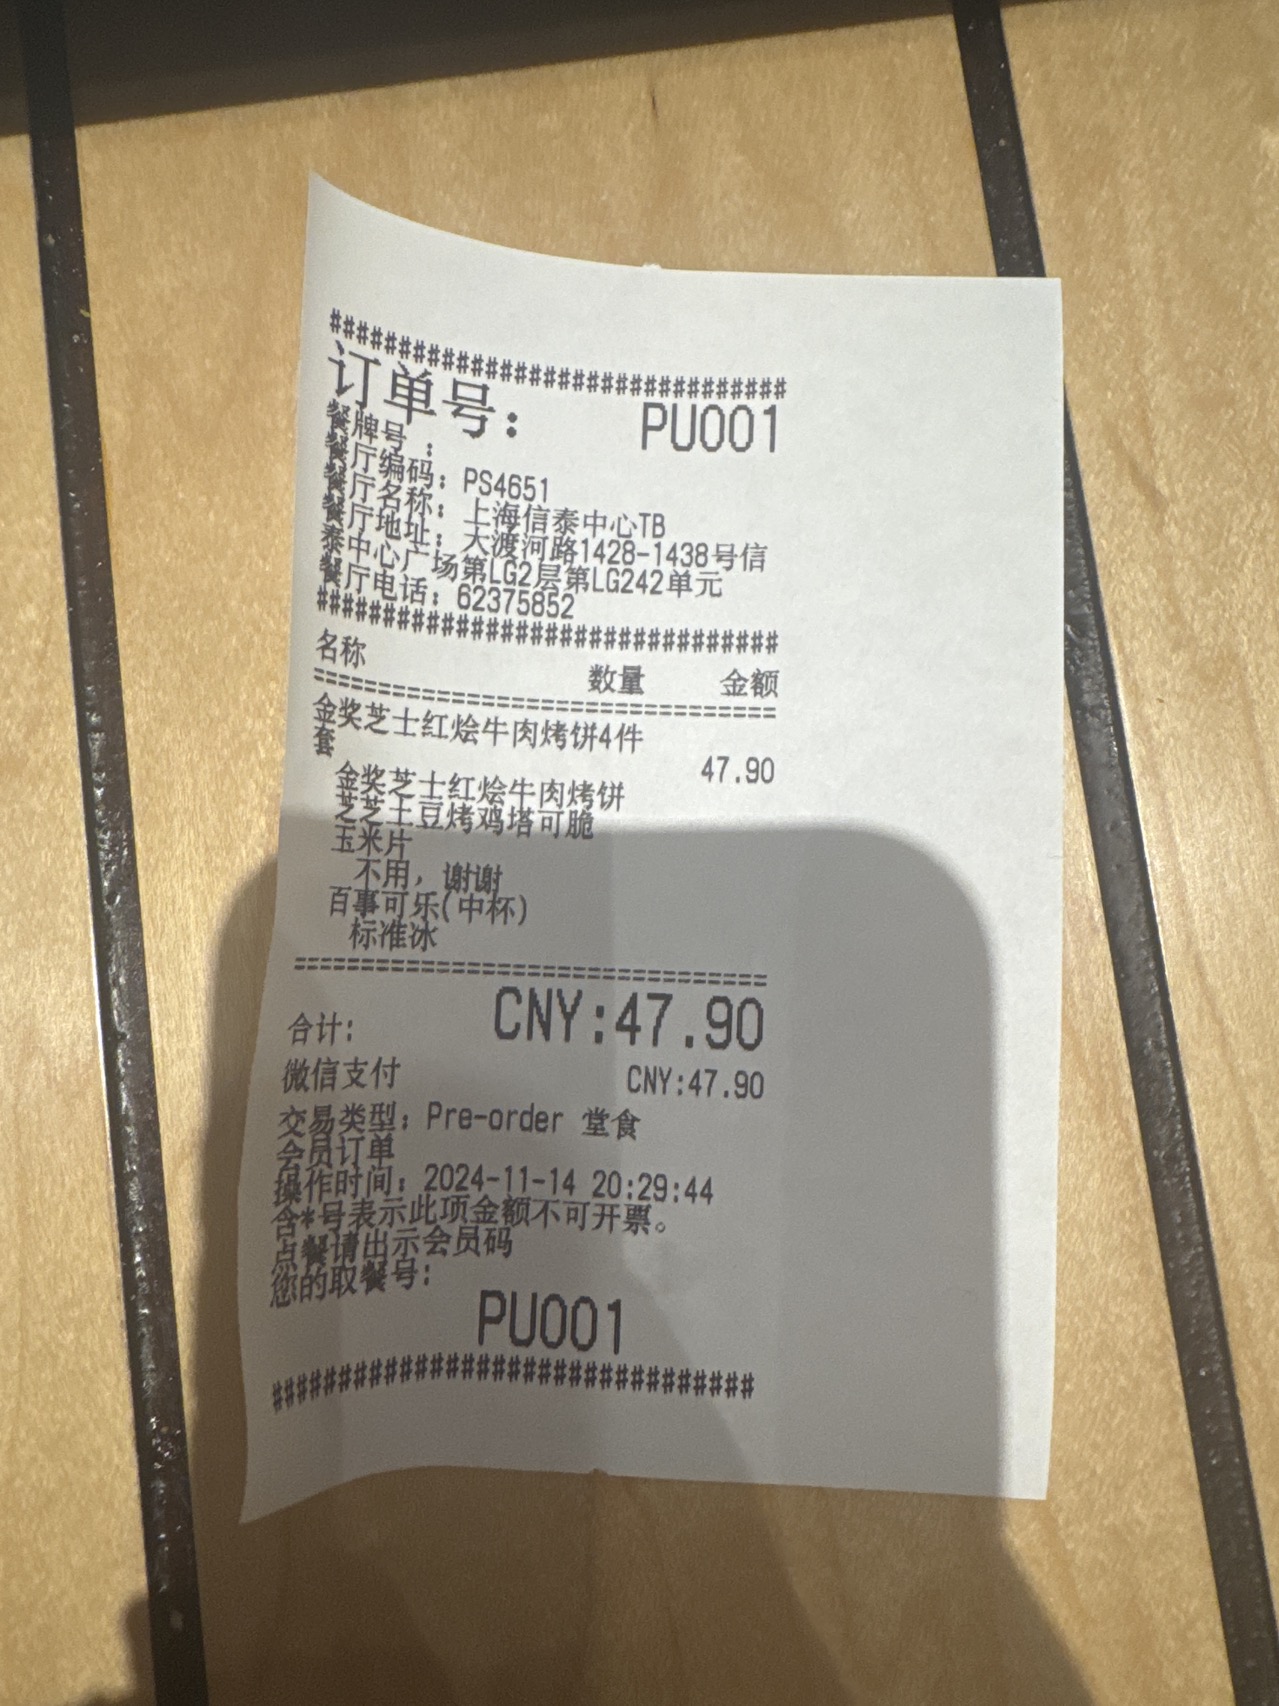 ################################
订单号： PU001
餐牌号：
餐厅编码：PS4651
餐厅名称：上海信泰中心TB
餐厅地址：大渡河路1428-1438号信
泰中心广场第LG2层第LG242单元
餐厅电话：62375852
################################
名称 数量 金额
================================
金奖芝士红烩牛肉烤饼4件
套 47.90
金奖芝士红烩牛肉烤饼
芝芝土豆烤鸡塔可脆
玉米片
不用，谢谢
百事可乐(中杯)
标准冰
================================
合计: CNY:47.90
微信支付 CNY:47.90
交易类型：Pre-order 堂食
会员订单
操作时间：2024-11-14 20:29:44
含*号表示此项金额不可开票。
点餐请出示会员码
您的取餐号:
PU001
################################